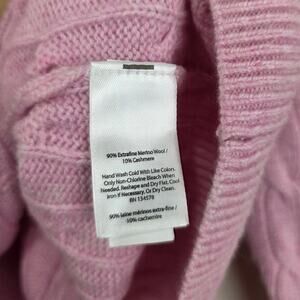 90% Extrafine Merino Wool /
10% Cashmere
Hand Wash Cold With Like Colors.
Only Non-Chlorine Bleach When
Needed. Reshape and Dry Flat. Cool
Iron if Necessary. Or Dry Clean.
RN 134579
90% laine mérinos extra-fine /
10% cachemire